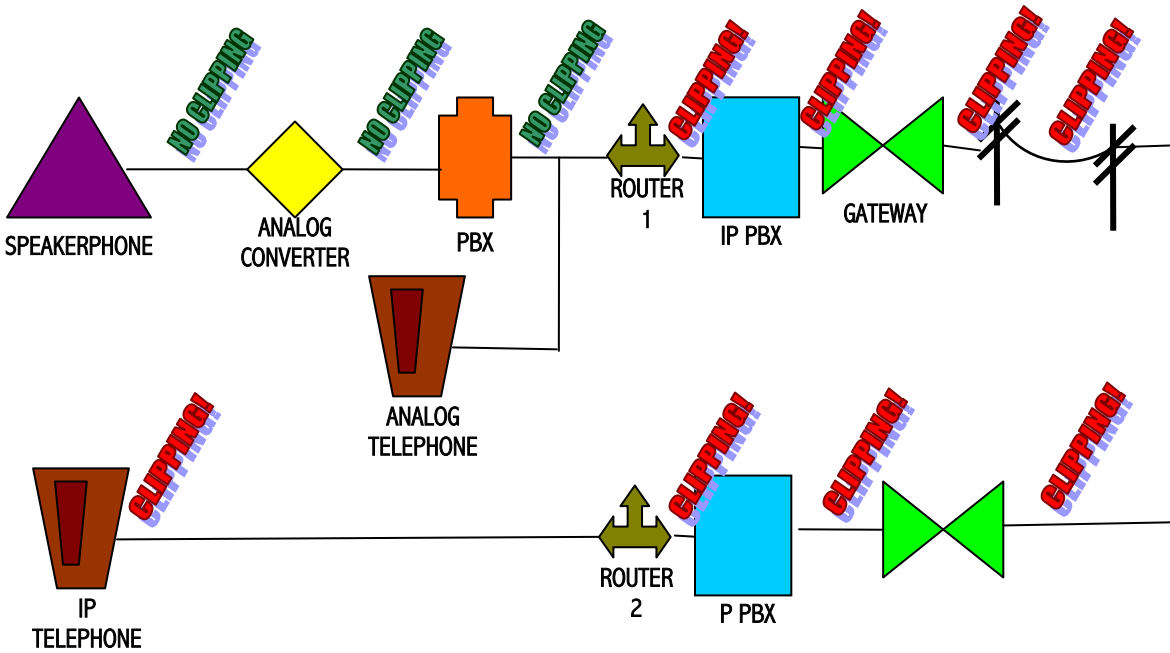 NO CLIPPING
NO CLIPPING
NO CLIPPING
CLIPPING!
CLIPPING!
CLIPPING!
CLIPPING!
SPEAKERPHONE
ANALOG
CONVERTER
PBX
ROUTER
1
IP PBX
GATEWAY
ANALOG
TELEPHONE
CLIPPING!
CLIPPING!
CLIPPING!
CLIPPING!
IP
TELEPHONE
ROUTER
2
P PBX